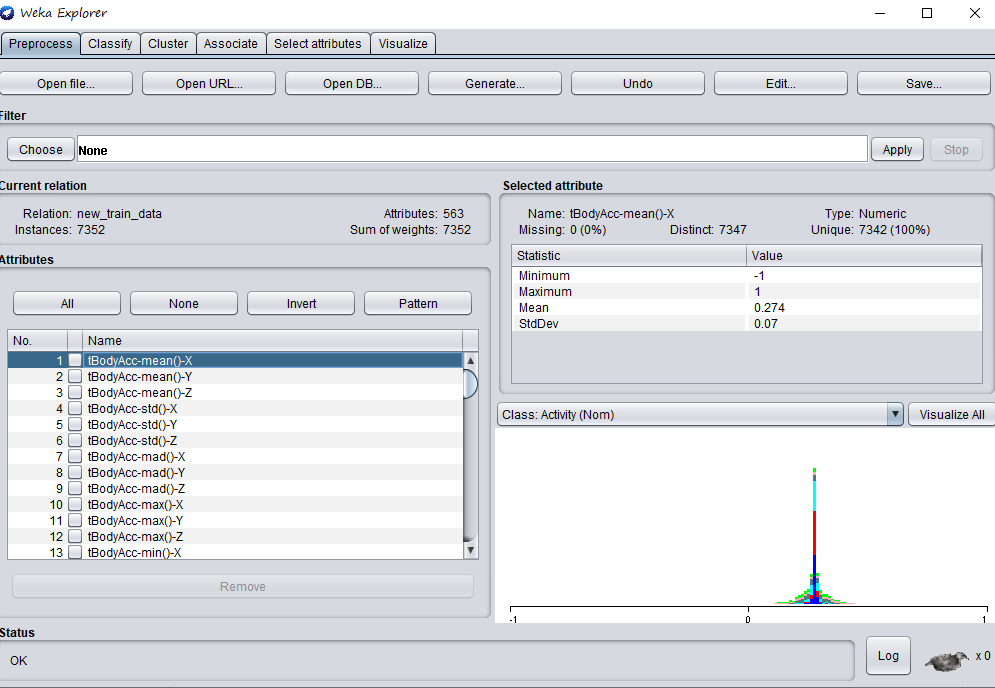 Weka Explorer
Preprocess Classify Cluster Associate Select attributes Visualize
Open file... Open URL... Open DB... Generate... Undo Edit... Save...
Filter
Choose None Apply Stop
Current relation
Relation: new_train_data Attributes: 563
Instances: 7352 Sum of weights: 7352
Attributes
All None Invert Pattern
No. Name
1 tBodyAcc-mean()-X
2 tBodyAcc-mean()-Y
3 tBodyAcc-mean()-Z
4 tBodyAcc-std()-X
5 tBodyAcc-std()-Y
6 tBodyAcc-std()-Z
7 tBodyAcc-mad()-X
8 tBodyAcc-mad()-Y
9 tBodyAcc-mad()-Z
10 tBodyAcc-max()-X
11 tBodyAcc-max()-Y
12 tBodyAcc-max()-Z
13 tBodyAcc-min()-X
Remove
Selected attribute
Name: tBodyAcc-mean()-X Type: Numeric
Missing: 0 (0%) Distinct: 7347 Unique: 7342 (100%)
Statistic Value
Minimum -1
Maximum 1
Mean 0.274
StdDev 0.07
Class: Activity (Nom) Visualize All
-1 0 1
Status
OK Log x 0